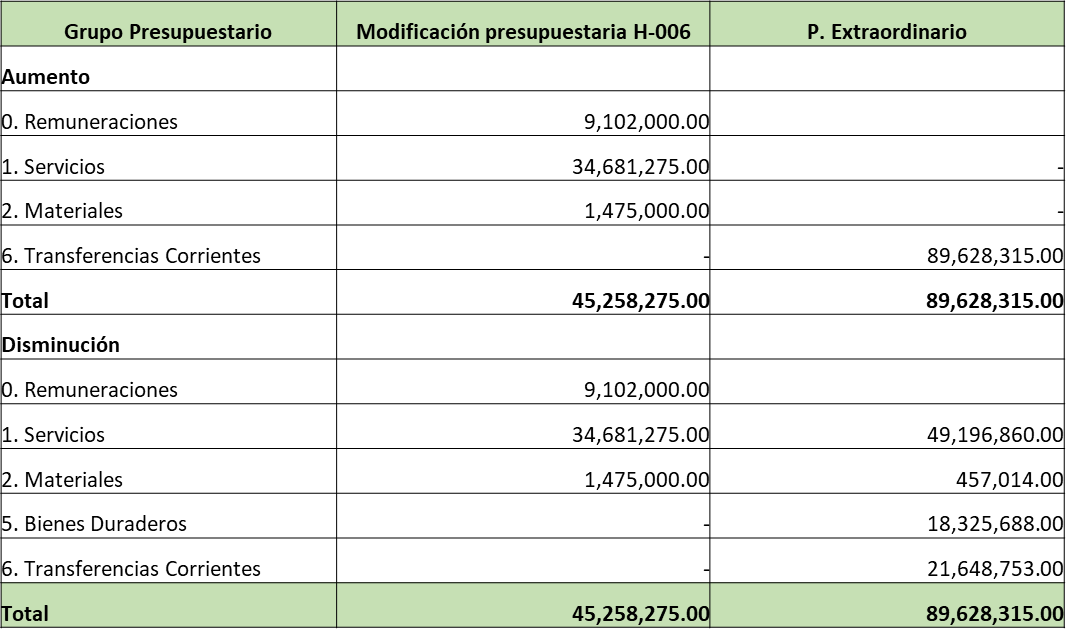 Grupo Presupuestario Modificación presupuestaria H-006 P. Extraordinario
Aumento
0. Remuneraciones 9,102,000.00
1. Servicios 34,681,275.00 -
2. Materiales 1,475,000.00 -
6. Transferencias Corrientes - 89,628,315.00
Total 45,258,275.00 89,628,315.00
Disminución
0. Remuneraciones 9,102,000.00
1. Servicios 34,681,275.00 49,196,860.00
2. Materiales 1,475,000.00 457,014.00
5. Bienes Duraderos - 18,325,688.00
6. Transferencias Corrientes - 21,648,753.00
Total 45,258,275.00 89,628,315.00